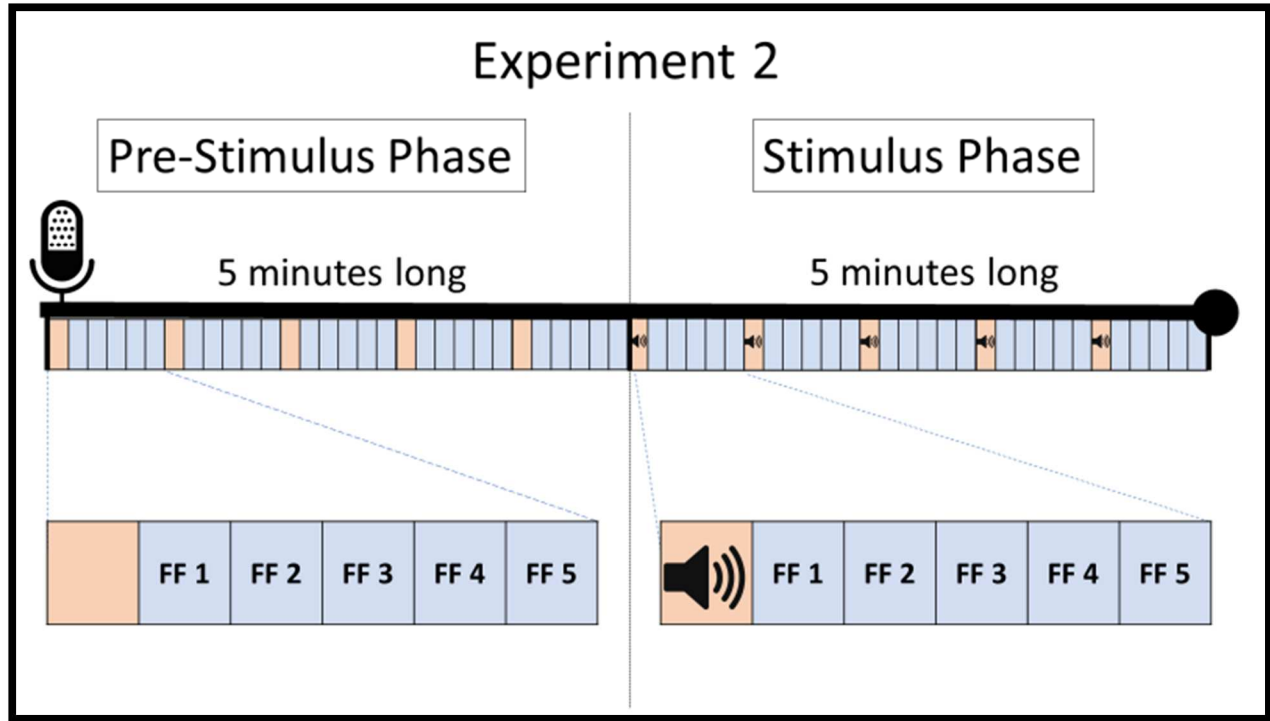 Experiment 2
Pre-Stimulus Phase
Stimulus Phase
5 minutes long
5 minutes long
FF 1 FF 2 FF 3 FF 4 FF 5
FF 1 FF 2 FF 3 FF 4 FF 5